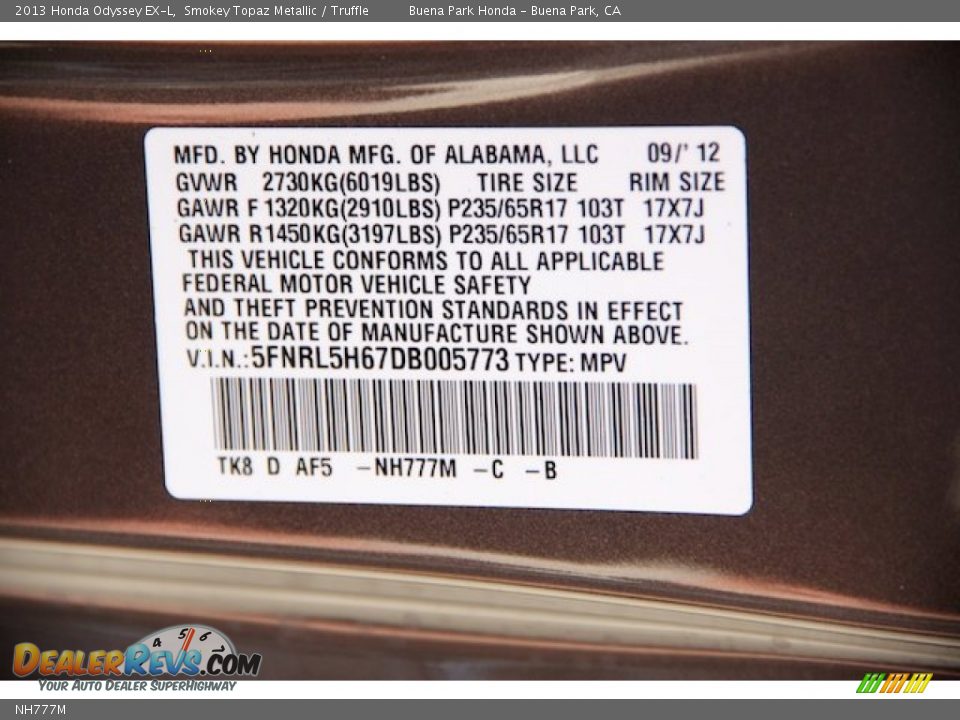 2013 Honda Odyssey EX-L, Smokey Topaz Metallic / Truffle Buena Park Honda - Buena Park, CA
MFD. BY HONDA MFG. OF ALABAMA, LLC 09/' 12
GVWR 2730KG(6019LBS) TIRE SIZE RIM SIZE
GAWR F 1320KG(2910LBS) P235/65R17 103T 17X7J
GAWR R1450KG(3197LBS) P235/65R17 103T 17X7J
THIS VEHICLE CONFORMS TO ALL APPLICABLE
FEDERAL MOTOR VEHICLE SAFETY
AND THEFT PREVENTION STANDARDS IN EFFECT
ON THE DATE OF MANUFACTURE SHOWN ABOVE.
V.I.N.:5FNRL5H67DB005773 TYPE: MPV
TK8 D AF5 -NH777M -C -B
4 5 6
DEALERREVS.COM
YOUR AUTO DEALER SUPERHIGHWAY
NH777M